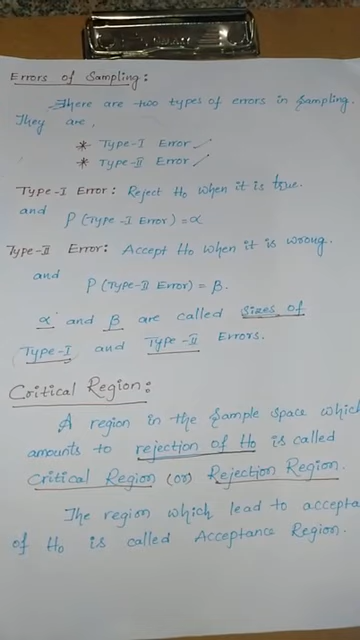 Errors of Sampling:
There are two types of errors in Sampling.
They are,
* Type-I Error ✓
* Type-II Error ✓
Type-I Error: Reject H₀ when it is true.
and
P(Type-I Error) = α
Type-II Error: Accept H₀ when it is wrong.
and
P(Type-II Error) = β.
α and β are called Sizes of
Type-I and Type-II Errors.
Critical Region:
A region in the Sample Space which
amounts to rejection of H₀ is called
Critical Region (or) Rejection Region.
The region which lead to accepta
of H₀ is called Acceptance Region.